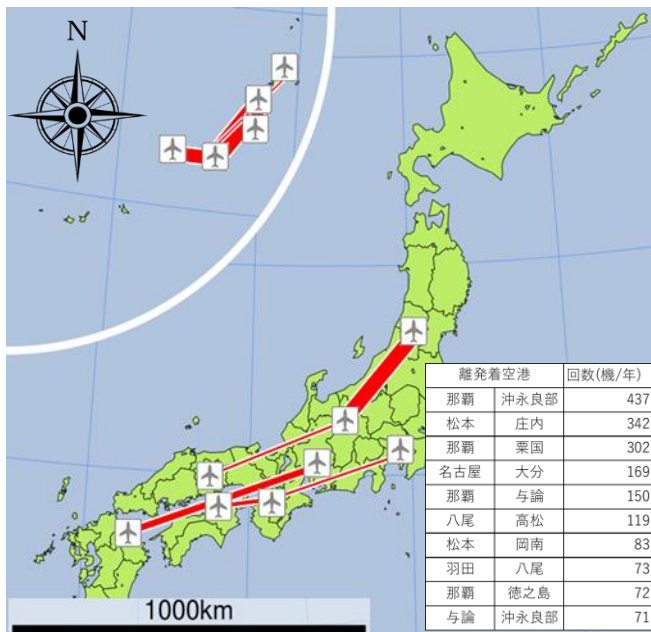 N
離発着空港 回数(機/年)
那覇 沖永良部 437
松本 庄内 342
那覇 粟国 302
名古屋 大分 169
那覇 与論 150
八尾 高松 119
松本 岡南 83
羽田 八尾 73
那覇 徳之島 72
与論 沖永良部 71
1000km